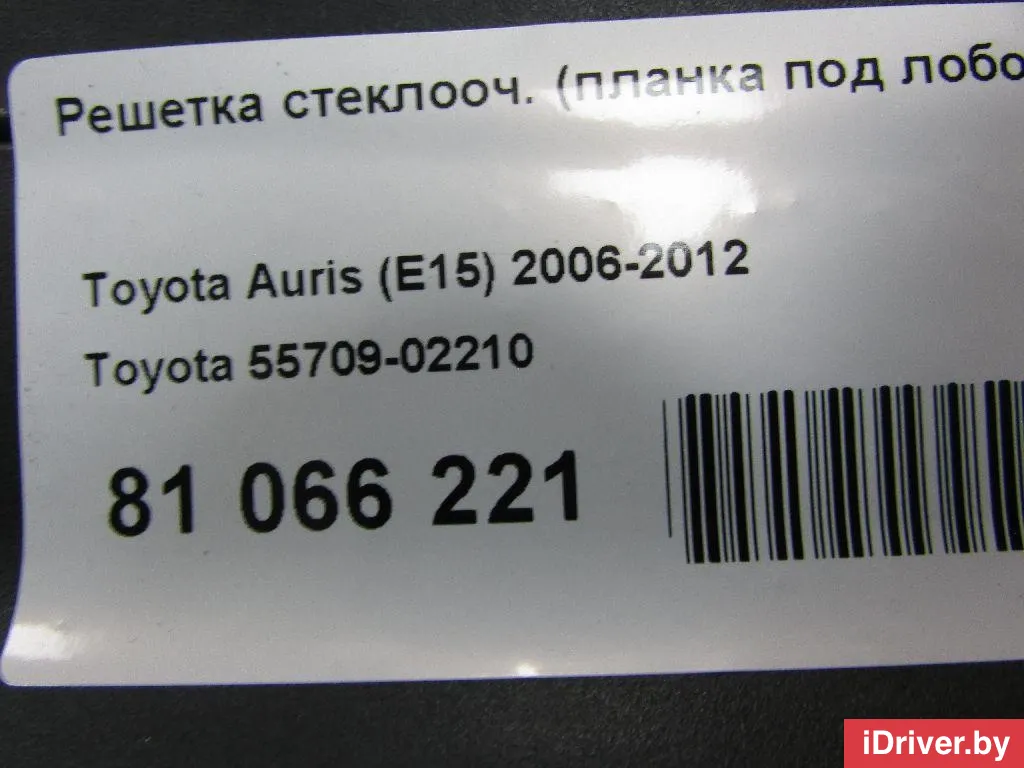 Решетка стеклооч. (планка под лобо
Toyota Auris (E15) 2006-2012
Toyota 55709-02210
81 066 221
iDriver.by